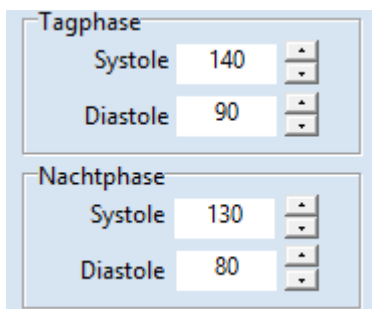 Tagphase
Systole 140
Diastole 90
Nachtphase
Systole 130
Diastole 80